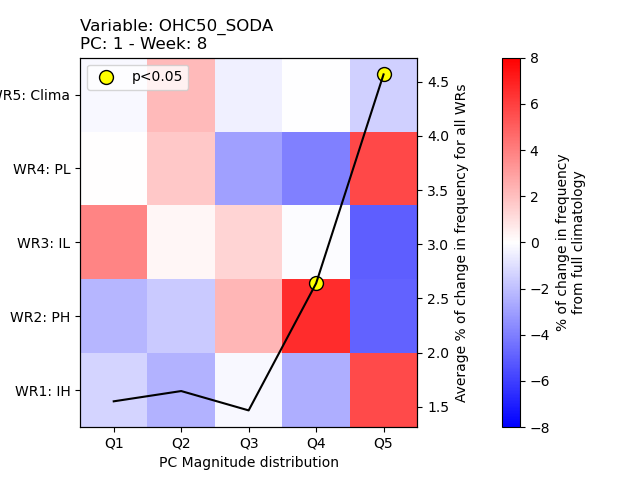 Variable: OHC50_SODA
PC: 1 - Week: 8
p<0.05
WR5: Clima
WR4: PL
WR3: IL
WR2: PH
WR1: IH
Q1 Q2 Q3 Q4 Q5
PC Magnitude distribution
4.5
4.0
3.5
3.0
2.5
2.0
1.5
Average % of change in frequency for all WRs
8
6
4
2
0
−2
−4
−6
−8
% of change in frequency
from full climatology